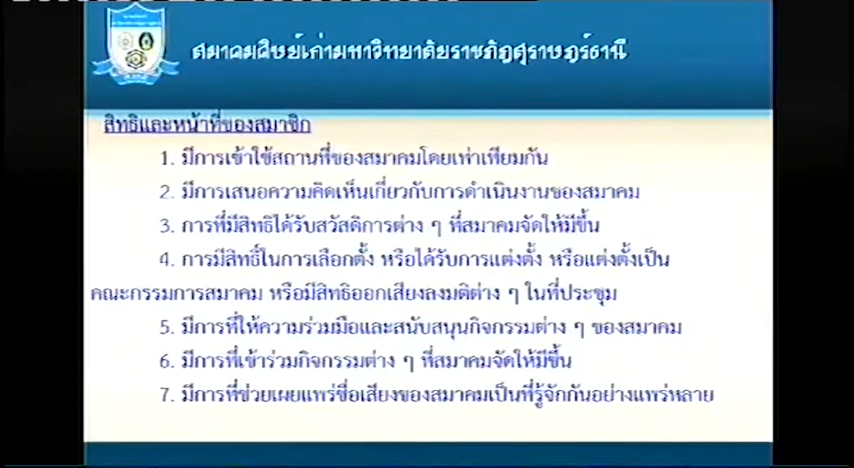 สมาคมศิษย์เก่ามหาวิทยาลัยราชภัฏสุราษฎร์ธานี
สิทธิและหน้าที่ของสมาชิก
1. มีการเข้าใช้สถานที่ของสมาคมโดยเท่าเทียมกัน
2. มีการเสนอความคิดเห็นเกี่ยวกับการดำเนินงานของสมาคม
3. การที่มีสิทธิได้รับสวัสดิการต่าง ๆ ที่สมาคมจัดให้มีขึ้น
4. การมีสิทธิ์ในการเลือกตั้ง หรือได้รับการแต่งตั้ง หรือแต่งตั้งเป็น
คณะกรรมการสมาคม หรือมีสิทธิออกเสียงลงมติต่าง ๆ ในที่ประชุม
5. มีการที่ให้ความร่วมมือและสนับสนุนกิจกรรมต่าง ๆ ของสมาคม
6. มีการที่เข้าร่วมกิจกรรมต่าง ๆ ที่สมาคมจัดให้มีขึ้น
7. มีการที่ช่วยเผยแพร่ชื่อเสียงของสมาคมเป็นที่รู้จักกันอย่างแพร่หลาย